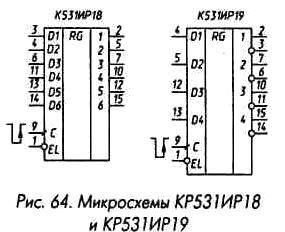 К531ИР18
К531ИР19
3 D1 RG 1 2
4 D2 2 5
6 D3 3 7
11 D4 4 10
13 D5 5 12
14 D6 6 15
9 C
1 EL
4 D1 RG 1 2
3
5 D2 2 7
6
12 D3 3 10
11
13 D4 4 15
14
9 C
1 EL
Рис. 64. Микросхемы КР531ИР18
и КР531ИР19